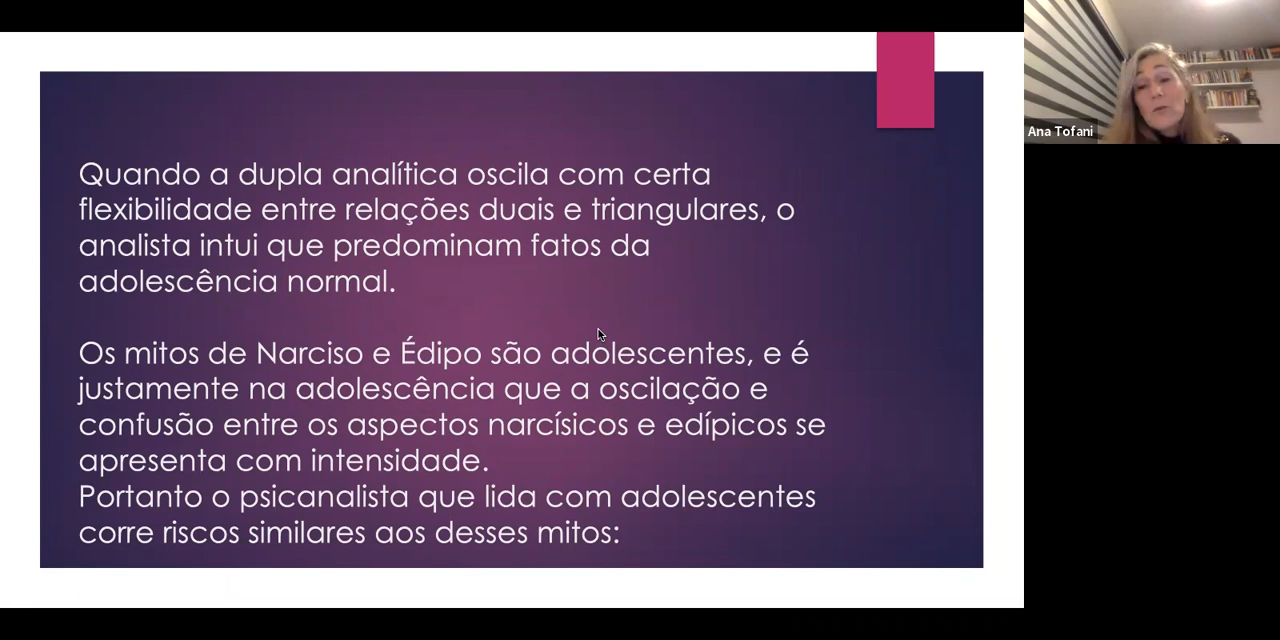 Quando a dupla analítica oscila com certa
flexibilidade entre relações duais e triangulares, o
analista intui que predominam fatos da
adolescência normal.
Os mitos de Narciso e Édipo são adolescentes, e é
justamente na adolescência que a oscilação e
confusão entre os aspectos narcísicos e edípicos se
apresenta com intensidade.
Portanto o psicanalista que lida com adolescentes
corre riscos similares aos desses mitos:
Ana Tofani